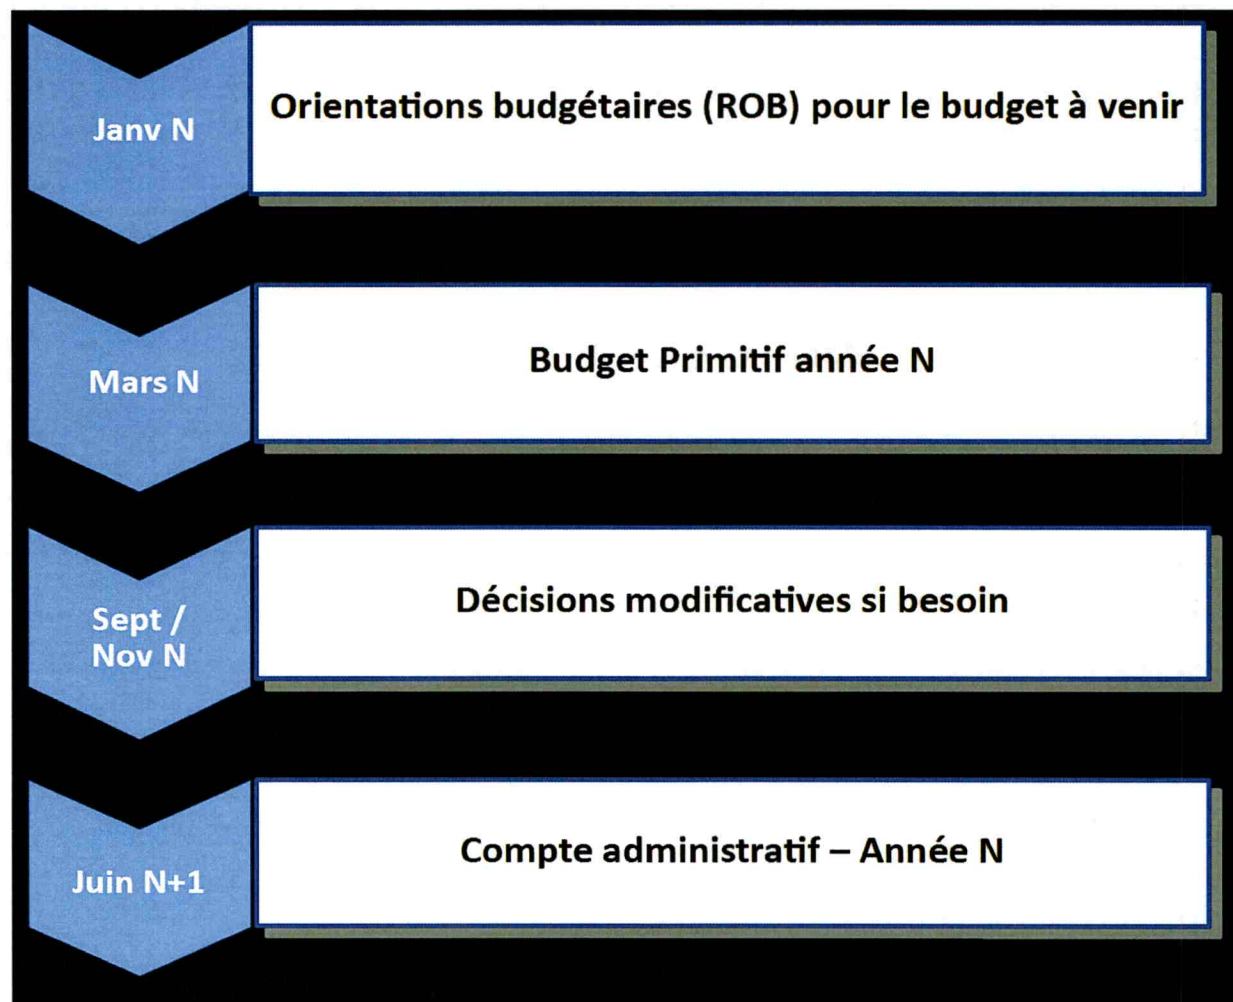 Janv N
Orientations budgétaires (ROB) pour le budget à venir
Mars N
Budget Primitif année N
Sept /
Nov N
Décisions modificatives si besoin
Juin N+1
Compte administratif – Année N